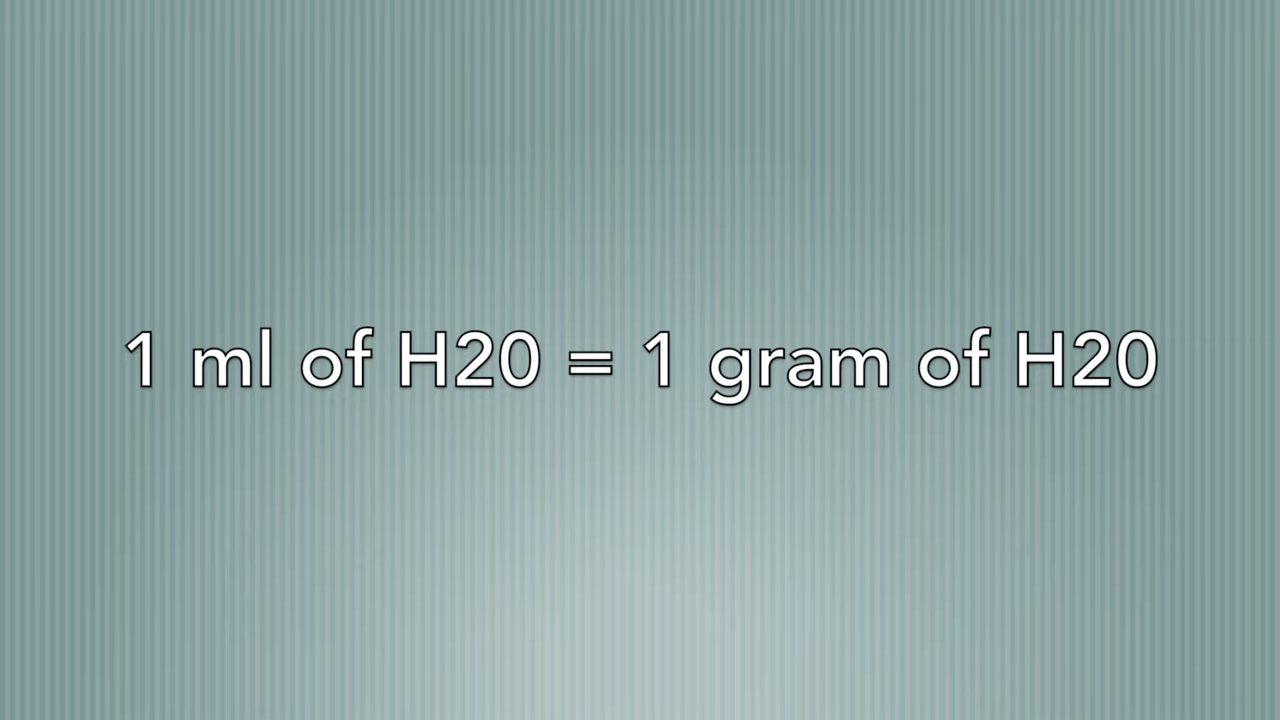 1 ml of H20 = 1 gram of H20